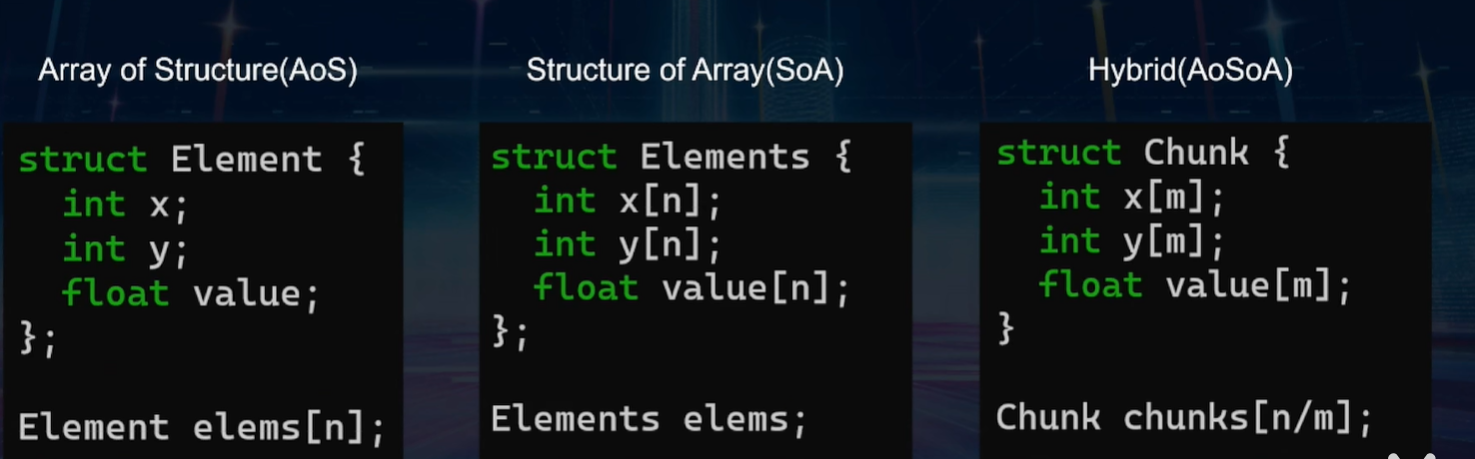 Array of Structure(AoS)
struct Element {
int x;
int y;
float value;
};
Element elems[n];
Structure of Array(SoA)
struct Elements {
int x[n];
int y[n];
float value[n];
};
Elements elems;
Hybrid(AoSoA)
struct Chunk {
int x[m];
int y[m];
float value[m];
}
Chunk chunks[n/m];